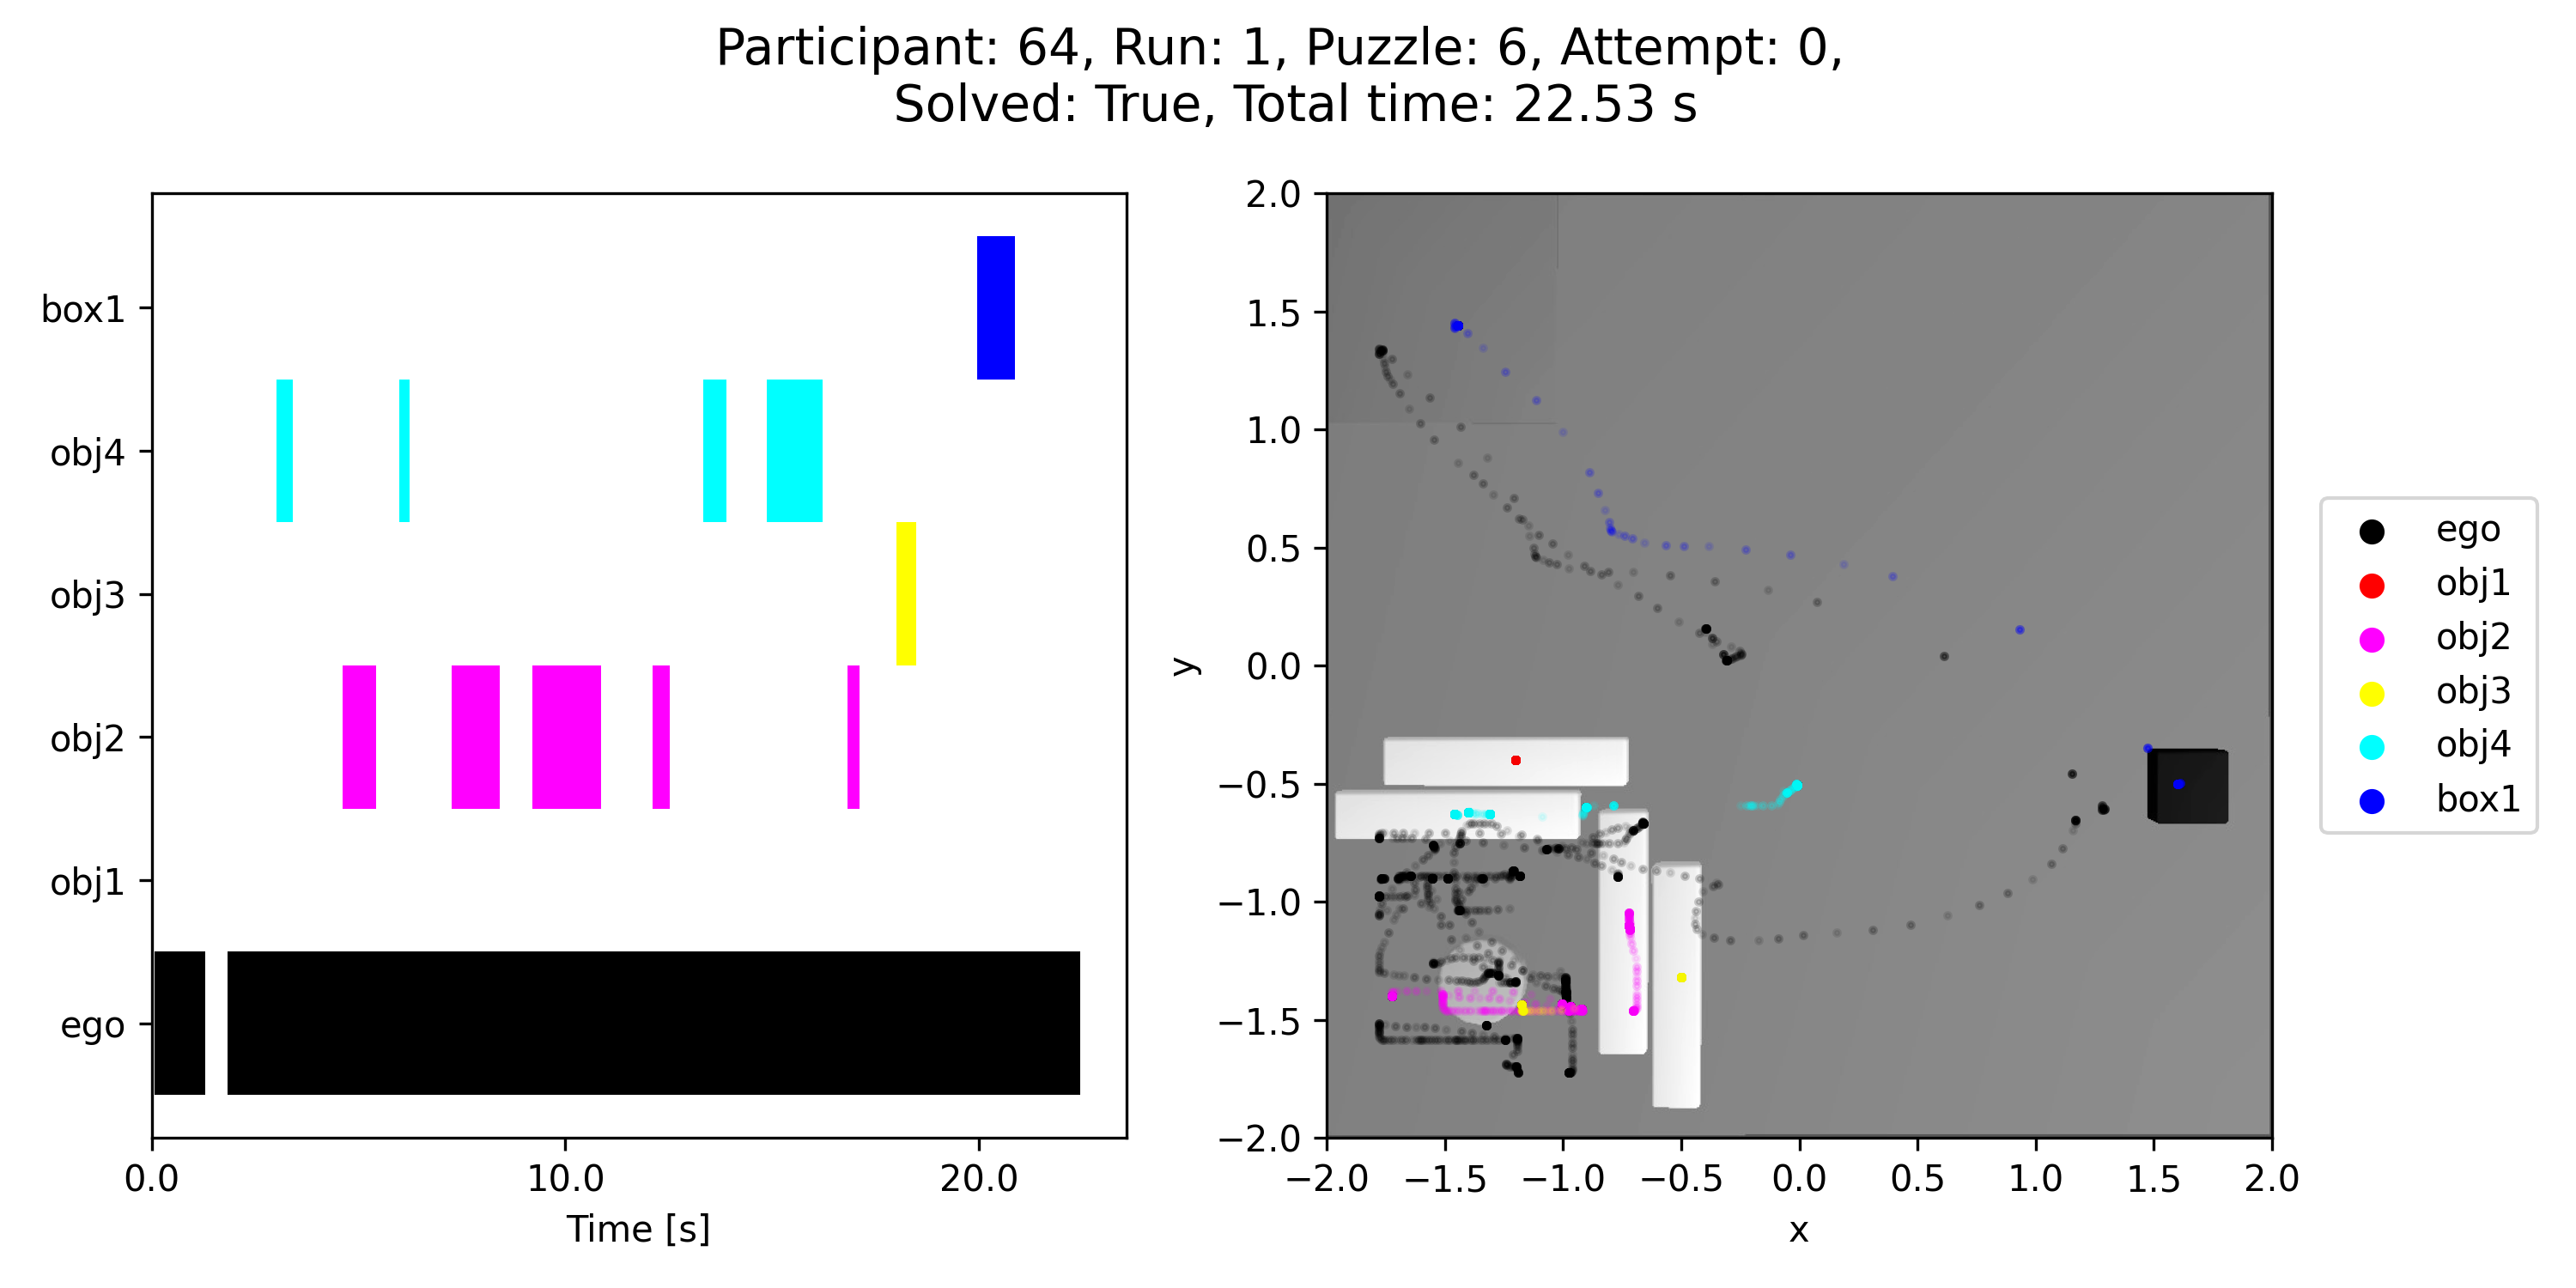 Participant: 64, Run: 1, Puzzle: 6, Attempt: 0,
Solved: True, Total time: 22.53 s
box1
obj4
obj3
obj2
obj1
ego
0.0 10.0 20.0
Time [s]
2.0
1.5
1.0
0.5
0.0
−0.5
−1.0
−1.5
−2.0
y
−2.0 −1.5 −1.0 −0.5 0.0 0.5 1.0 1.5 2.0
x
ego
obj1
obj2
obj3
obj4
box1